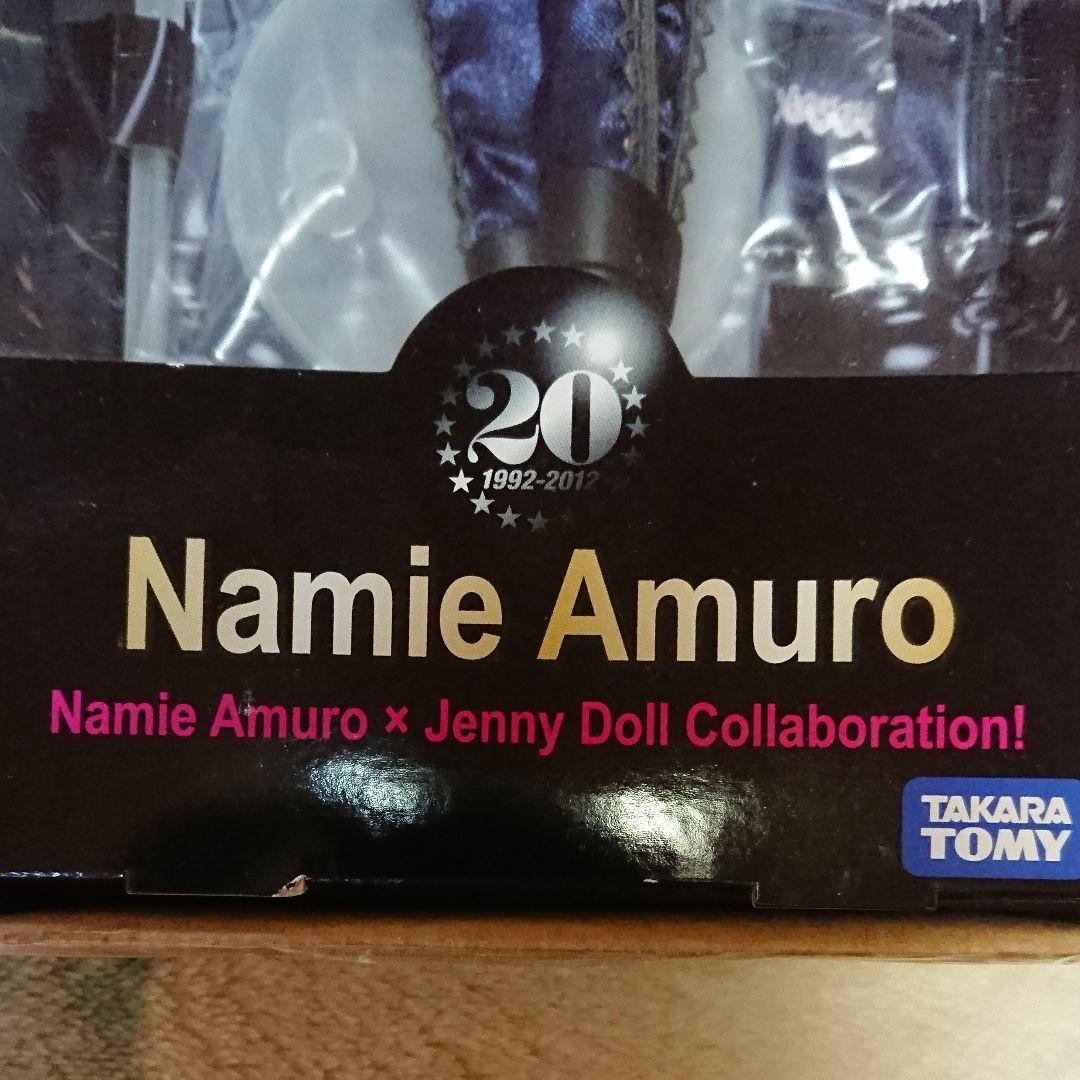 20
1992-2012
Namie Amuro
Namie Amuro × Jenny Doll Collaboration!
TAKARA
TOMY